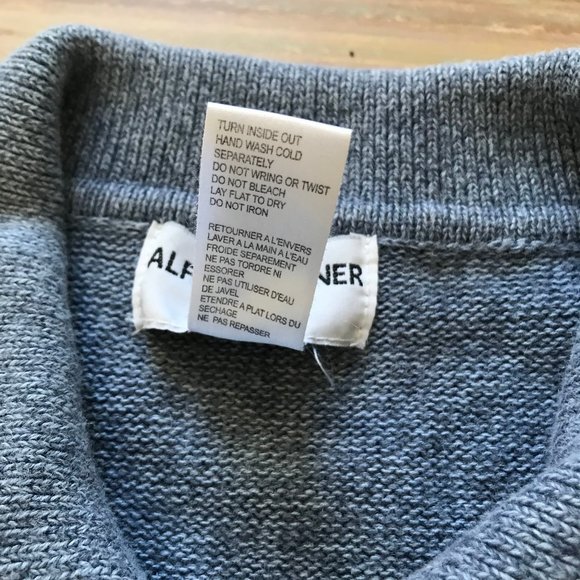 TURN INSIDE OUT
HAND WASH COLD
SEPARATELY
DO NOT WRING OR TWIST
DO NOT BLEACH
LAY FLAT TO DRY
DO NOT IRON
RETOURNER A L'ENVERS
LAVER A LA MAIN A L'EAU
FROIDE SEPAREMENT
NE PAS TORDRE NI
ESSORER
NE PAS UTILISER D'EAU
DE JAVEL
ETENDRE A PLAT LORS DU
SECHAGE
NE PAS REPASSER